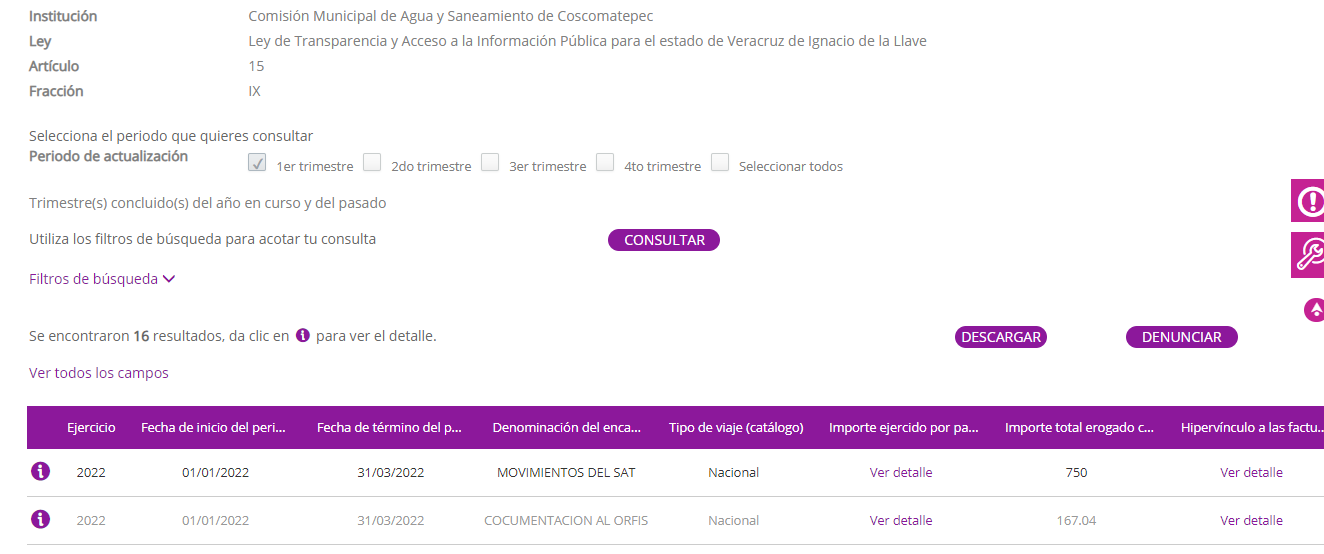 Institución Comisión Municipal de Agua y Saneamiento de Coscomatepec
Ley Ley de Transparencia y Acceso a la Información Pública para el estado de Veracruz de Ignacio de la Llave
Artículo 15
Fracción IX
Selecciona el periodo que quieres consultar
Periodo de actualización 1er trimestre 2do trimestre 3er trimestre 4to trimestre Seleccionar todos
Trimestre(s) concluido(s) del año en curso y del pasado
Utiliza los filtros de búsqueda para acotar tu consulta CONSULTAR
Filtros de búsqueda
Se encontraron 16 resultados, da clic en i para ver el detalle. DESCARGAR DENUNCIAR
Ver todos los campos
Ejercicio Fecha de inicio del peri... Fecha de término del p... Denominación del enca... Tipo de viaje (catálogo) Importe ejercido por pa... Importe total erogado c... Hipervínculo a las factu...
2022 01/01/2022 31/03/2022 MOVIMIENTOS DEL SAT Nacional Ver detalle 750 Ver detalle
2022 01/01/2022 31/03/2022 COCUMENTACION AL ORFIS Nacional Ver detalle 167.04 Ver detalle